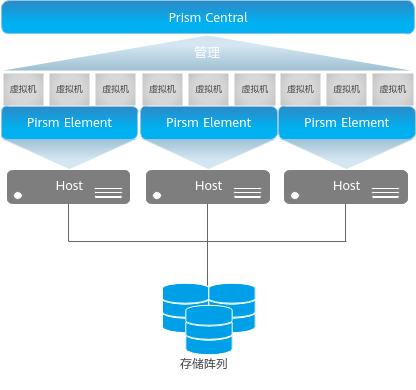 Prism Central
管理
虚拟机 虚拟机 虚拟机 虚拟机 虚拟机 虚拟机 虚拟机 虚拟机 虚拟机
Pirsm Element Pirsm Element Pirsm Element
Host Host Host
存储阵列